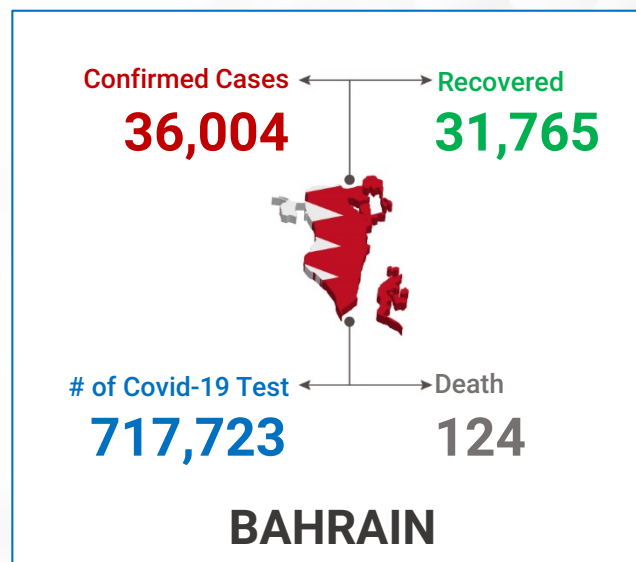 Confirmed Cases
36,004
Recovered
31,765
# of Covid-19 Test
717,723
Death
124
BAHRAIN